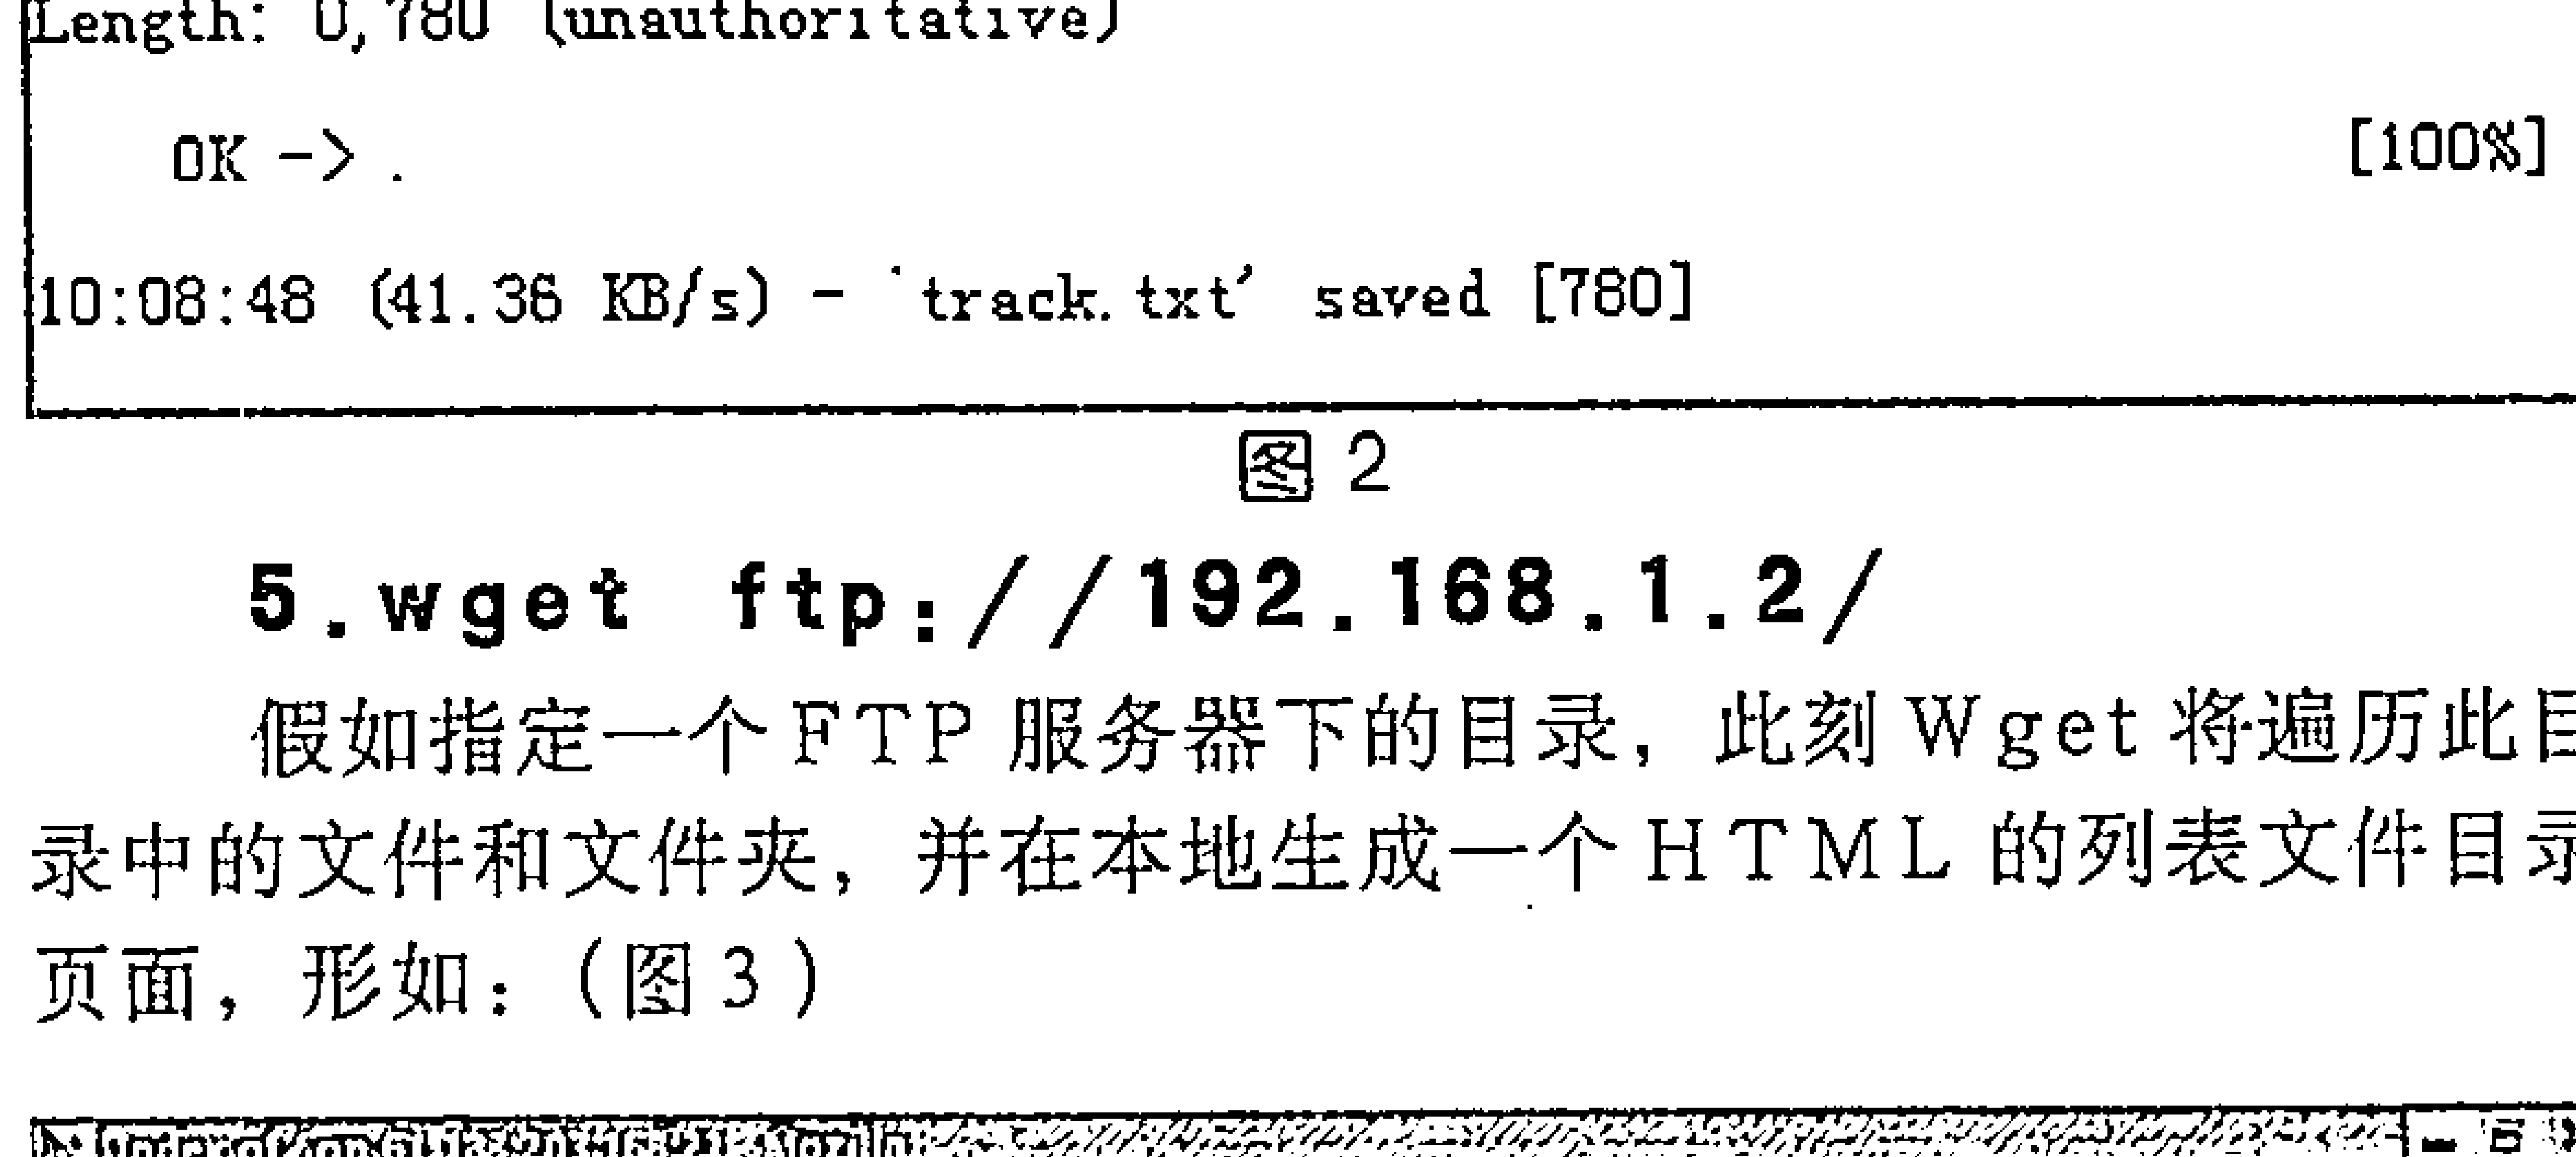 Length: 0,780 (unauthoritative)
OK -> . [100%]
10:08:48 (41.36 KB/s) - `track.txt' saved [780]
图 2
5.wget ftp://192.168.1.2/
假如指定一个FTP服务器下的目录，此刻Wget将遍历此目
录中的文件和文件夹，并在本地生成一个HTML的列表文件目录
页面，形如：（图3）